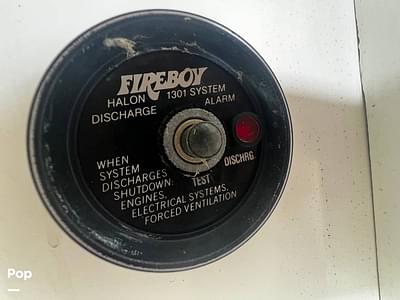 FIREBOY
HALON 1301 SYSTEM
DISCHARGE ALARM
WHEN
SYSTEM
DISCHARGES
SHUTDOWN:
ENGINES,
ELECTRICAL SYSTEMS,
FORCED VENTILATION
TEST
DISCHRG.
Pop